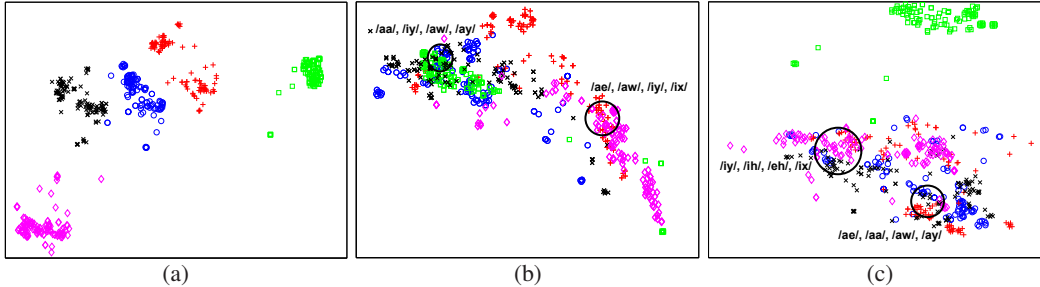 /aa/, /iy/, /aw/, /ay/
/ae/, /aw/, /iy/, /ix/
/iy/, /ih/, /eh/, /ix/
/ae/, /aa/, /aw/, /ay/
(a)
(b)
(c)